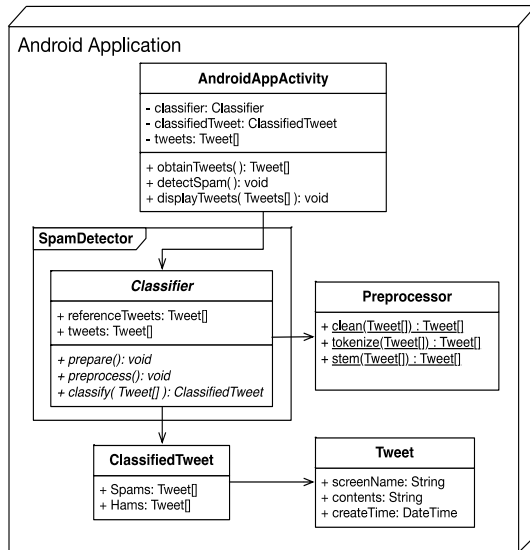 Android Application
AndroidAppActivity
- classifier: Classifier
- classifiedTweet: ClassifiedTweet
- tweets: Tweet[]
+ obtainTweets( ): Tweet[]
+ detectSpam( ): void
+ displayTweets( Tweets[] ): void
SpamDetector
Classifier
+ referenceTweets: Tweet[]
+ tweets: Tweet[]
+ prepare(): void
+ preprocess(): void
+ classify( Tweet[] ): ClassifiedTweet
Preprocessor
+ clean(Tweet[]) : Tweet[]
+ tokenize(Tweet[]) : Tweet[]
+ stem(Tweet[]) : Tweet[]
ClassifiedTweet
+ Spams: Tweet[]
+ Hams: Tweet[]
Tweet
+ screenName: String
+ contents: String
+ createTime: DateTime